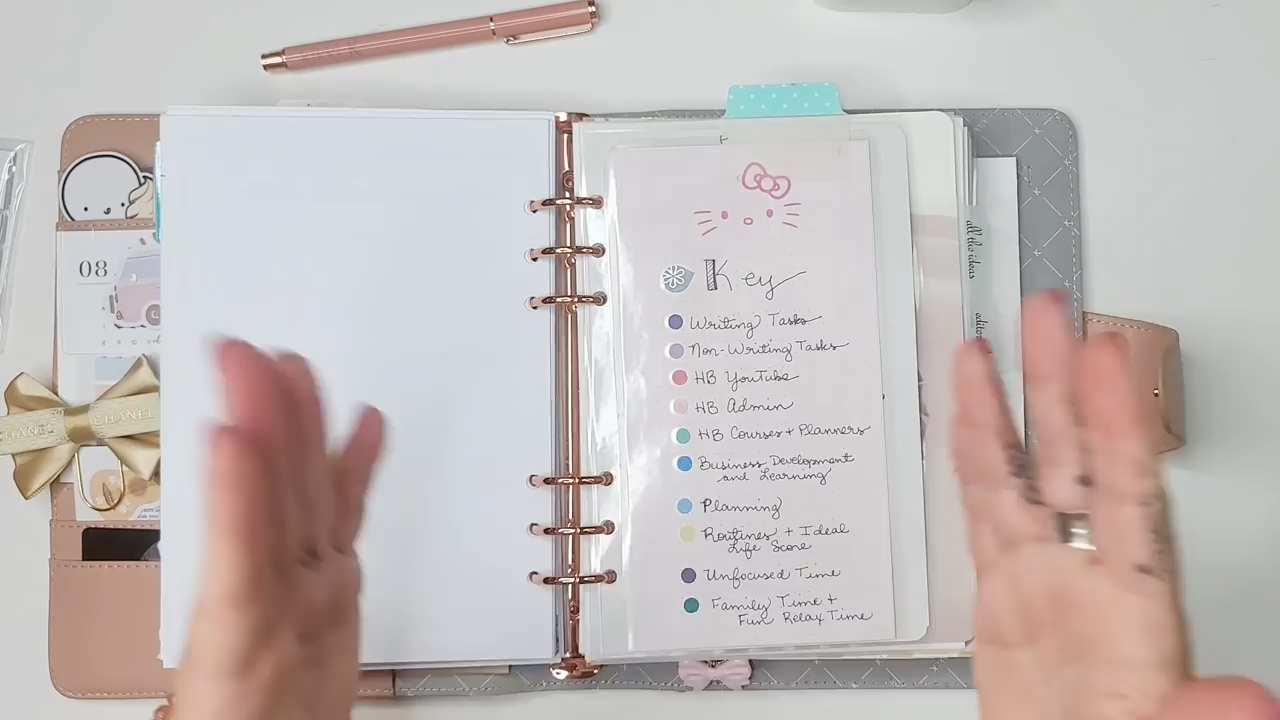 08
CHANEL CHANEL
Key
Writing Tasks
Non-Writing Tasks
HB YouTube
HB Admin
HB Courses + Planners
Business Development
and Learning
Planning
Routines + Ideal
Life Score
Unfocused Time
Family Time +
Fun Relax Time
all the ideas